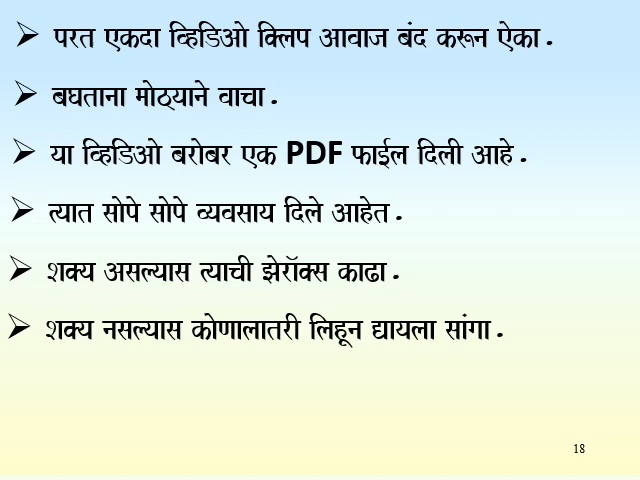 ➢ परत एकदा व्हिडिओ क्लिप आवाज बंद करून ऐका.
➢ बघताना मोठ्याने वाचा.
➢ या व्हिडिओ बरोबर एक PDF फाईल दिली आहे.
➢ त्यात सोपे सोपे व्यवसाय दिले आहेत.
➢ शक्य असल्यास त्याची झेरॉक्स काढा.
➢ शक्य नसल्यास कोणालातरी लिहून द्यायला सांगा.
18